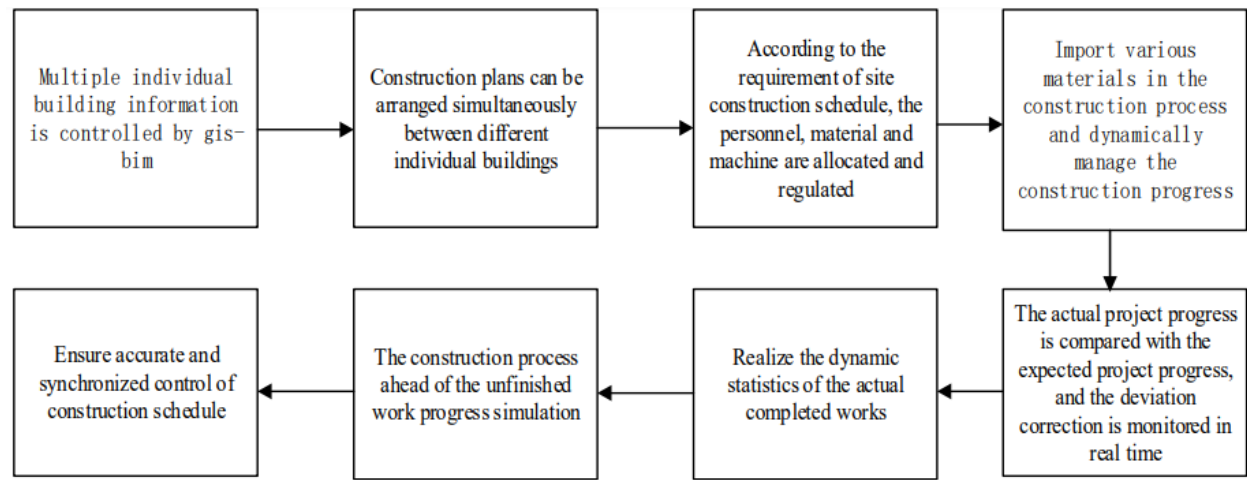 Multiple individual
building information
is controlled by gis-
bim
Construction plans can be
arranged simultaneously
between different
individual buildings
According to the
requirement of site
construction schedule, the
personnel, material and
machine are allocated and
regulated
Import various
materials in the
construction process
and dynamically
manage the
construction progress
The actual project progress
is compared with the
expected project progress,
and the deviation
correction is monitored in
real time
Realize the dynamic
statistics of the actual
completed works
The construction process
ahead of the unfinished
work progress simulation
Ensure accurate and
synchronized control of
construction schedule